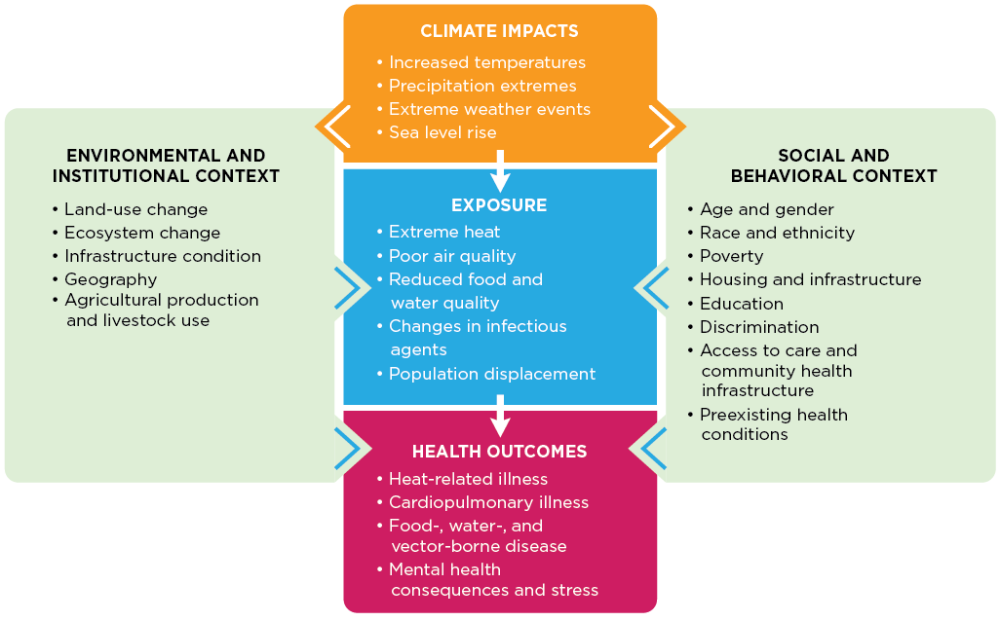 CLIMATE IMPACTS
• Increased temperatures
• Precipitation extremes
• Extreme weather events
• Sea level rise
ENVIRONMENTAL AND
INSTITUTIONAL CONTEXT
• Land-use change
• Ecosystem change
• Infrastructure condition
• Geography
• Agricultural production
and livestock use
EXPOSURE
• Extreme heat
• Poor air quality
• Reduced food and
water quality
• Changes in infectious
agents
• Population displacement
SOCIAL AND
BEHAVIORAL CONTEXT
• Age and gender
• Race and ethnicity
• Poverty
• Housing and infrastructure
• Education
• Discrimination
• Access to care and
community health
infrastructure
• Preexisting health
conditions
HEALTH OUTCOMES
• Heat-related illness
• Cardiopulmonary illness
• Food-, water-, and
vector-borne disease
• Mental health
consequences and stress